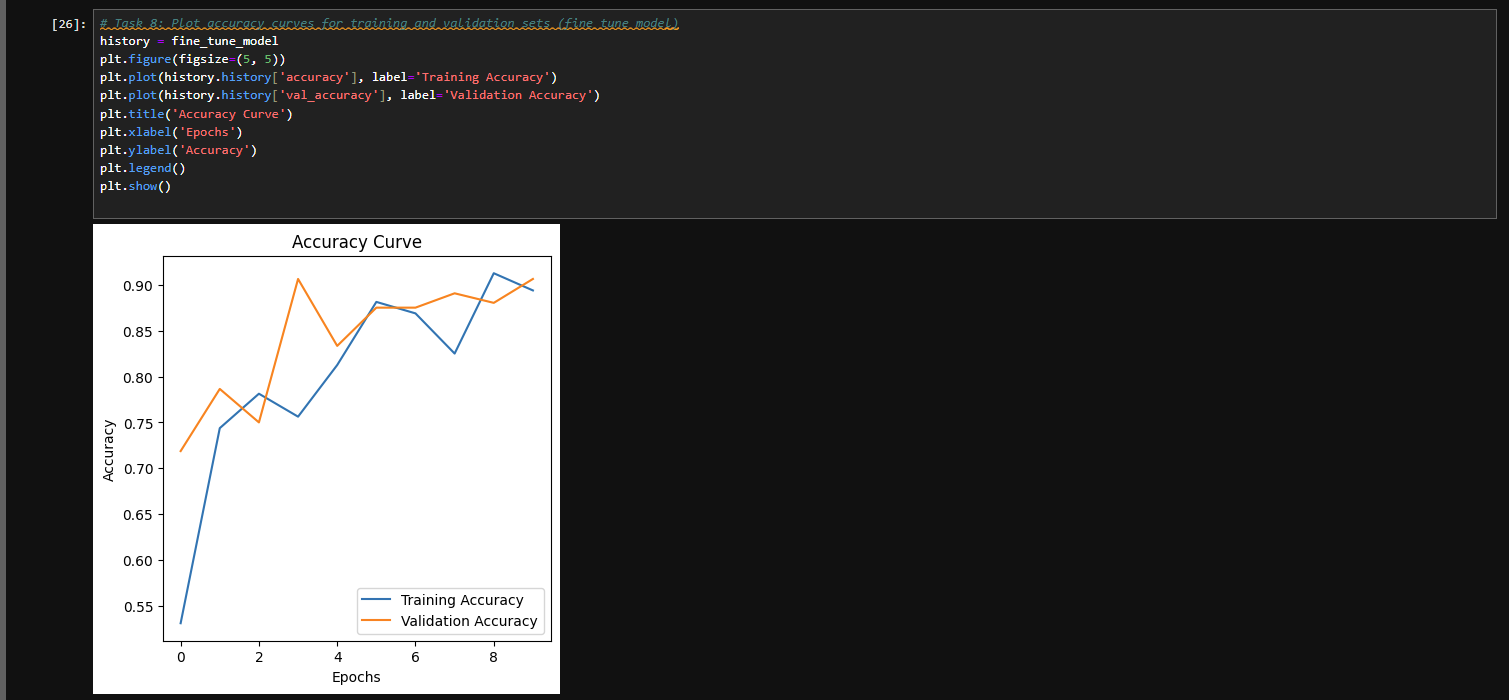 [26]:
# Task 8: Plot accuracy curves for training and validation sets (fine tune model)
history = fine_tune_model
plt.figure(figsize=(5, 5))
plt.plot(history.history['accuracy'], label='Training Accuracy')
plt.plot(history.history['val_accuracy'], label='Validation Accuracy')
plt.title('Accuracy Curve')
plt.xlabel('Epochs')
plt.ylabel('Accuracy')
plt.legend()
plt.show()
Accuracy Curve
0.90
0.85
0.80
0.75
0.70
0.65
0.60
0.55
Accuracy
Training Accuracy
Validation Accuracy
0 2 4 6 8
Epochs